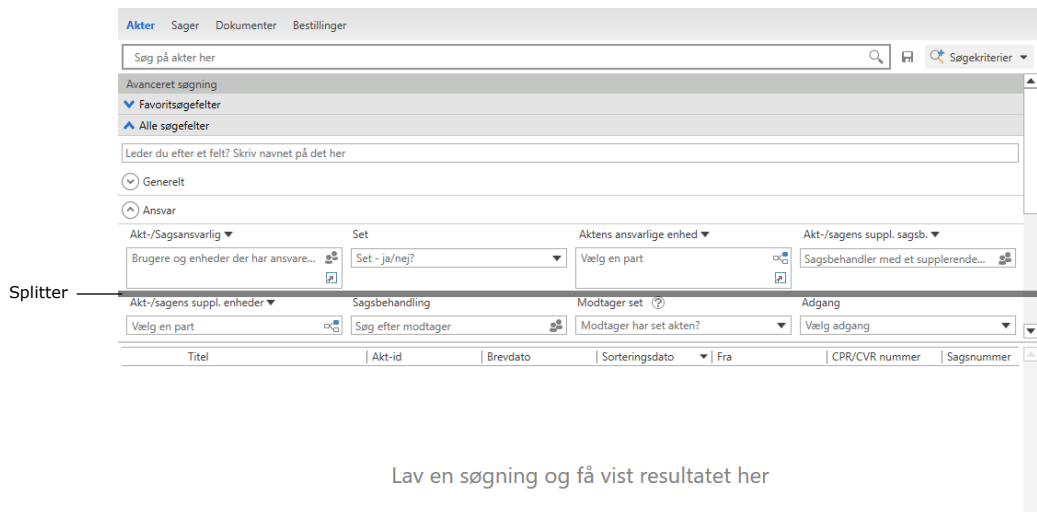 Akter Sager Dokumenter Bestillinger
Søg på akter her Søgekriterier
Avanceret søgning
Favoritsøgefelter
Alle søgefelter
Leder du efter et felt? Skriv navnet på det her
Generelt
Ansvar
Akt-/Sagsansvarlig Set Aktens ansvarlige enhed Akt-/sagens suppl. sagsb.
Brugere og enheder der har ansvare... Set - ja/nej? Vælg en part Sagsbehandler med et supplerende...
Splitter
Akt-/sagens suppl. enheder Sagsbehandling Modtager set ? Adgang
Vælg en part Søg efter modtager Modtager har set akten? Vælg adgang
Titel Akt-id Brevdato Sorteringsdato Fra CPR/CVR nummer Sagsnummer
Lav en søgning og få vist resultatet her